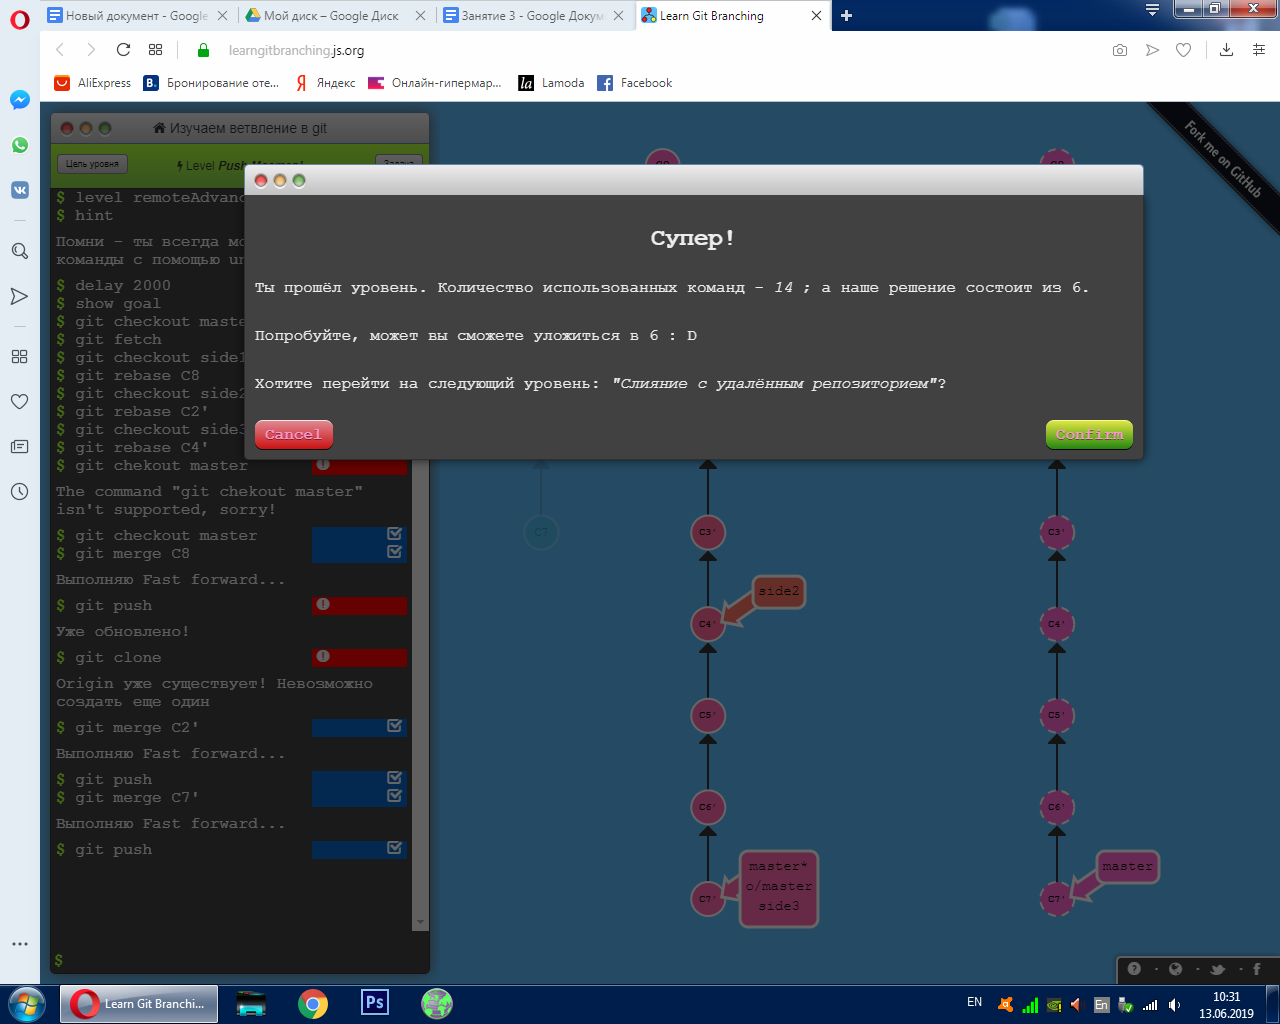 Новый документ - Google
Мой диск – Google Диск
Занятие 3 - Google Докум
Learn Git Branching
learngitbranching.js.org
AliExpress
Бронирование оте...
Яндекс
Онлайн-гипермар...
Lamoda
Facebook
Изучаем ветвление в git
Цель уровня
Level
Fork me on GitHub
$ level remoteAdvanc
$ hint
Помни - ты всегда мо
команды с помощью un
$ delay 2000
$ show goal
$ git checkout maste
$ git fetch
$ git checkout side1
$ git rebase C8
$ git checkout side2
$ git rebase C2'
$ git checkout side3
$ git rebase C4'
$ git chekout master
The command "git chekout master"
isn't supported, sorry!
$ git checkout master
$ git merge C8
Выполняю Fast forward...
$ git push
Уже обновлено!
$ git clone
Origin уже существует! Невозможно
создать еще один
$ git merge C2'
Выполняю Fast forward...
$ git push
$ git merge C7'
Выполняю Fast forward...
$ git push
$
Супер!
Ты прошёл уровень. Количество использованных команд - 14 ; а наше решение состоит из 6.
Попробуйте, может вы сможете уложиться в 6 : D
Хотите перейти на следующий уровень: "Слияние с удалённым репозиторием"?
Cancel
Confirm
C7
C3'
C3'
side2
C4'
C4'
C5'
C5'
C6'
C6'
master*
o/master
side3
C7'
master
C7'
Learn Git Branchi...
Ps
EN
En
10:31
13.06.2019